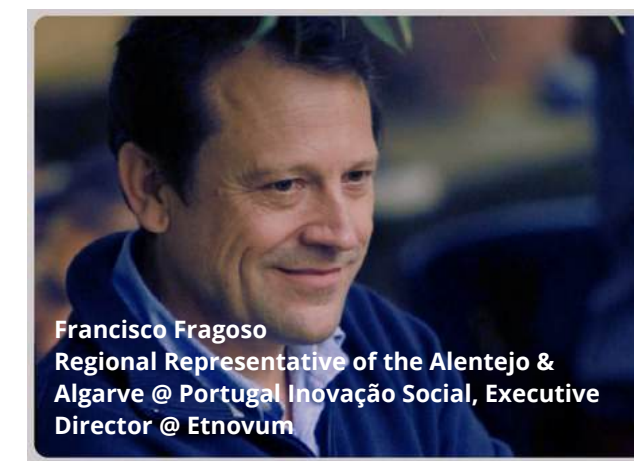 Francisco Fragoso
Regional Representative of the Alentejo &
Algarve @ Portugal Inovação Social, Executive
Director @ Etnovum